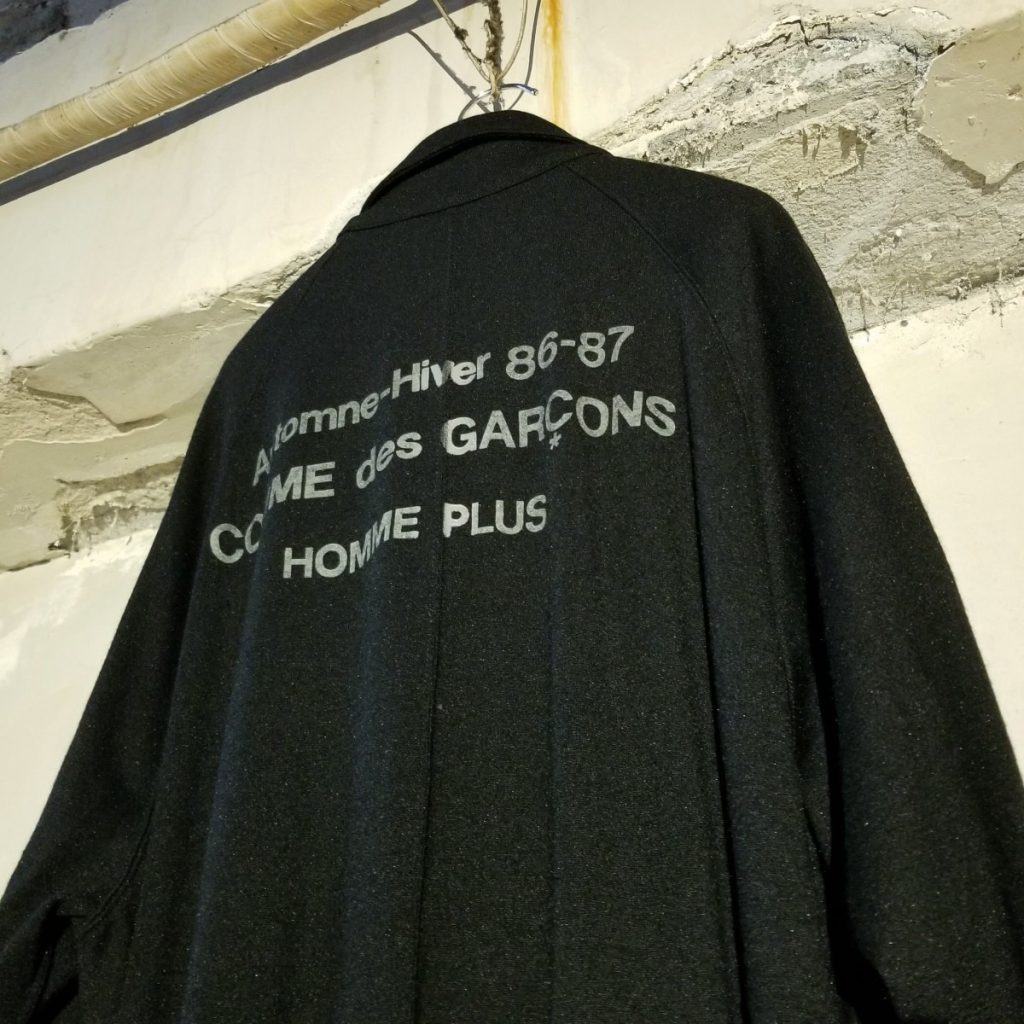 Automne-Hiver 86-87
COMME des GARÇONS
HOMME PLUS